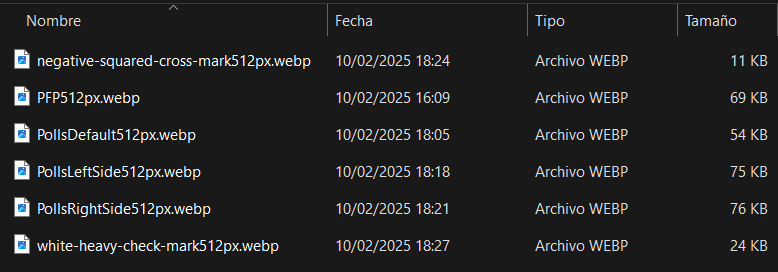 Nombre Fecha Tipo Tamaño
negative-squared-cross-mark512px.webp 10/02/2025 18:24 Archivo WEBP 11 KB
PFP512px.webp 10/02/2025 16:09 Archivo WEBP 69 KB
PollsDefault512px.webp 10/02/2025 18:05 Archivo WEBP 54 KB
PollsLeftSide512px.webp 10/02/2025 18:18 Archivo WEBP 75 KB
PollsRightSide512px.webp 10/02/2025 18:21 Archivo WEBP 76 KB
white-heavy-check-mark512px.webp 10/02/2025 18:27 Archivo WEBP 24 KB